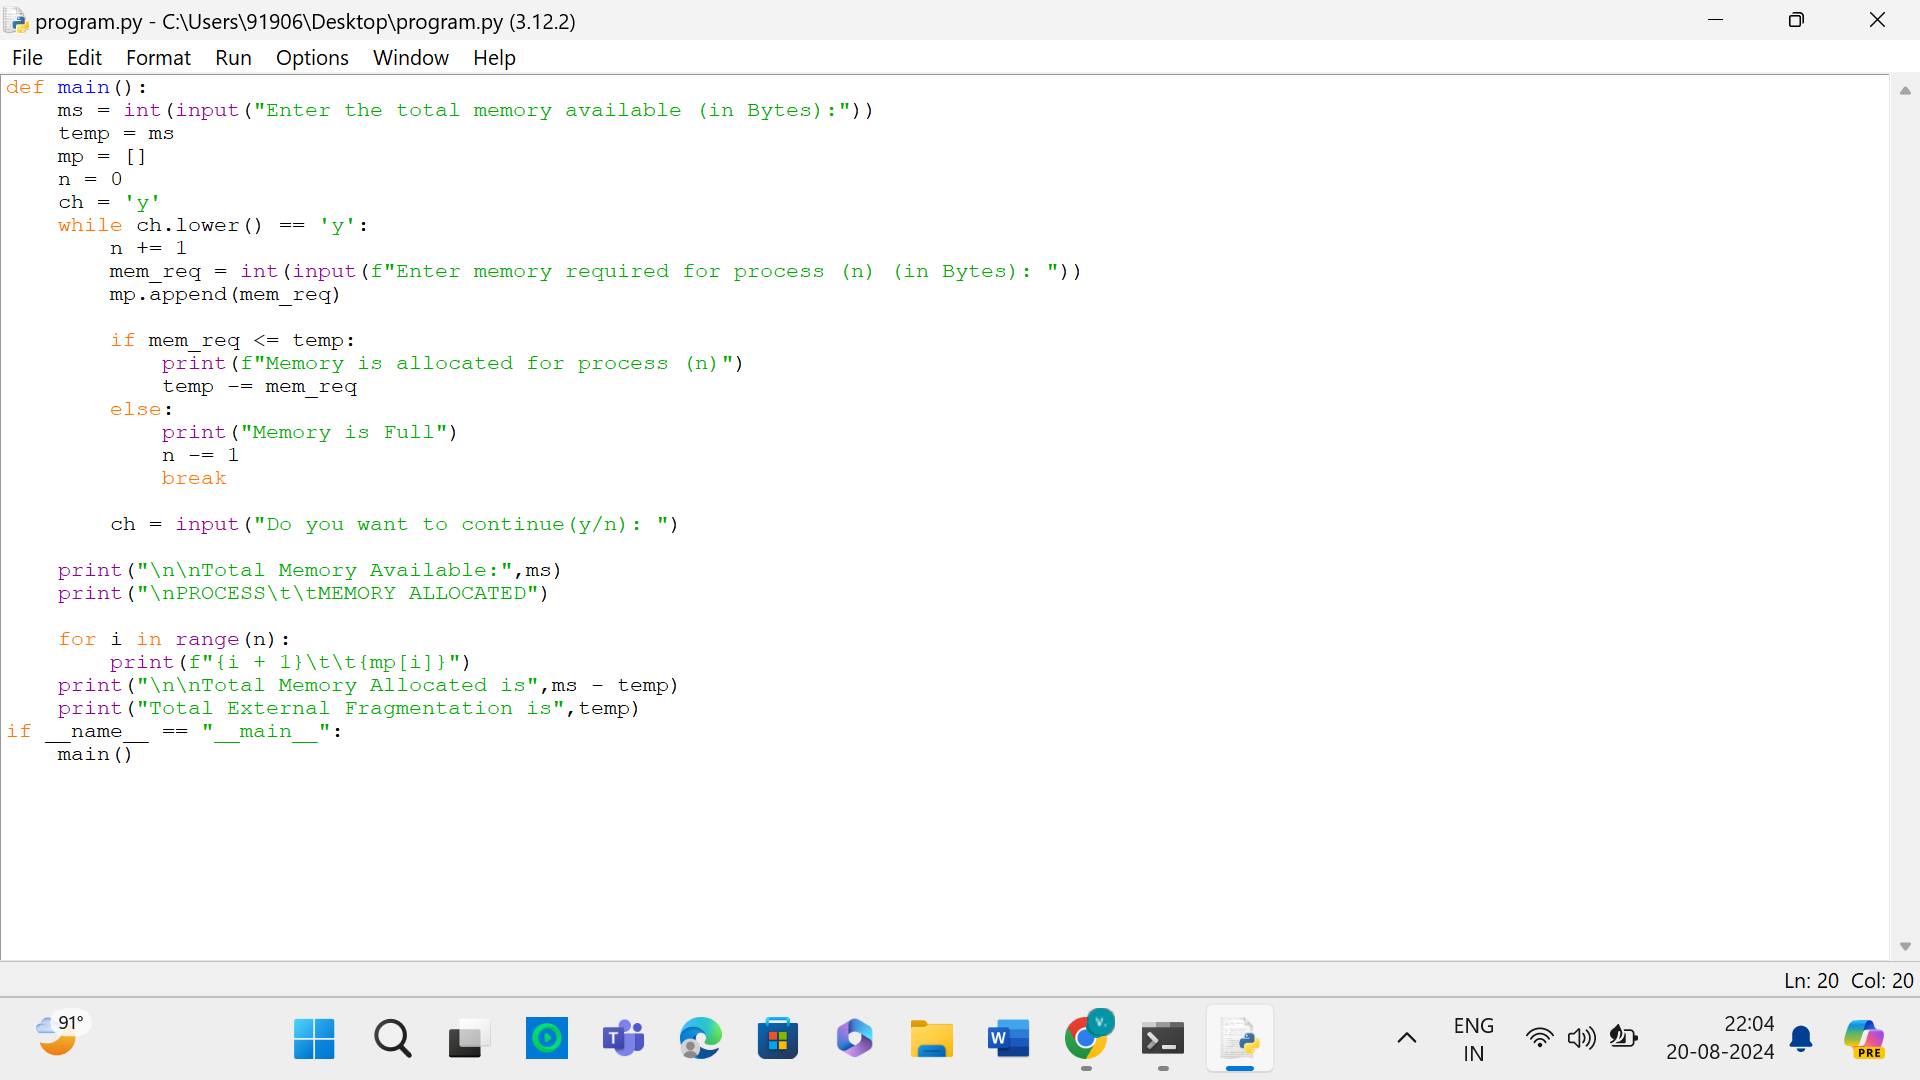 program.py - C:\Users\91906\Desktop\program.py (3.12.2)
File Edit Format Run Options Window Help
def main():
    ms = int(input("Enter the total memory available (in Bytes):"))
    temp = ms
    mp = []
    n = 0
    ch = 'y'
    while ch.lower() == 'y':
        n += 1
        mem_req = int(input(f"Enter memory required for process (n) (in Bytes): "))
        mp.append(mem_req)

        if mem_req <= temp:
            print(f"Memory is allocated for process (n)")
            temp -= mem_req
        else:
            print("Memory is Full")
            n -= 1
            break

        ch = input("Do you want to continue(y/n): ")

    print("\n\nTotal Memory Available:",ms)
    print("\nPROCESS\t\tMEMORY ALLOCATED")

    for i in range(n):
        print(f"{i + 1}\t\t{mp[i]}")
    print("\n\nTotal Memory Allocated is",ms - temp)
    print("Total External Fragmentation is",temp)
if __name__ == "__main__":
    main()
Ln: 20 Col: 20
91°
T
W
v.
ENG
IN
22:04
20-08-2024
PRE